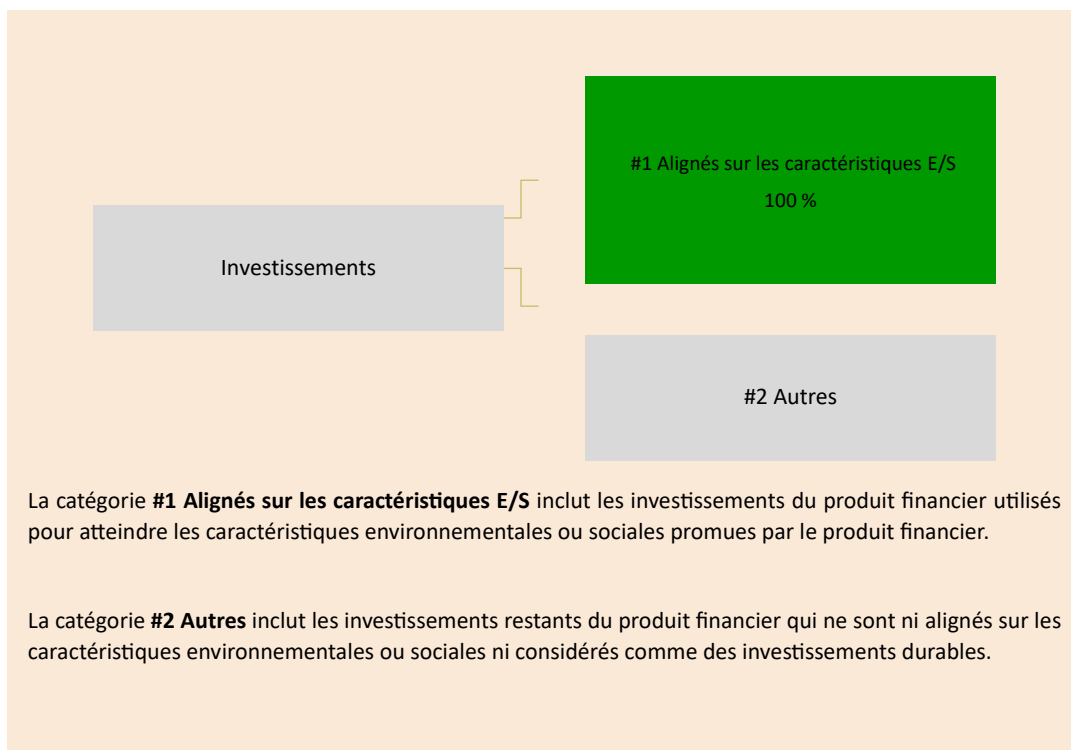 #1 Alignés sur les caractéristiques E/S
100 %
Investissements
#2 Autres
La catégorie #1 Alignés sur les caractéristiques E/S inclut les investissements du produit financier utilisés
pour atteindre les caractéristiques environnementales ou sociales promues par le produit financier.
La catégorie #2 Autres inclut les investissements restants du produit financier qui ne sont ni alignés sur les
caractéristiques environnementales ou sociales ni considérés comme des investissements durables.